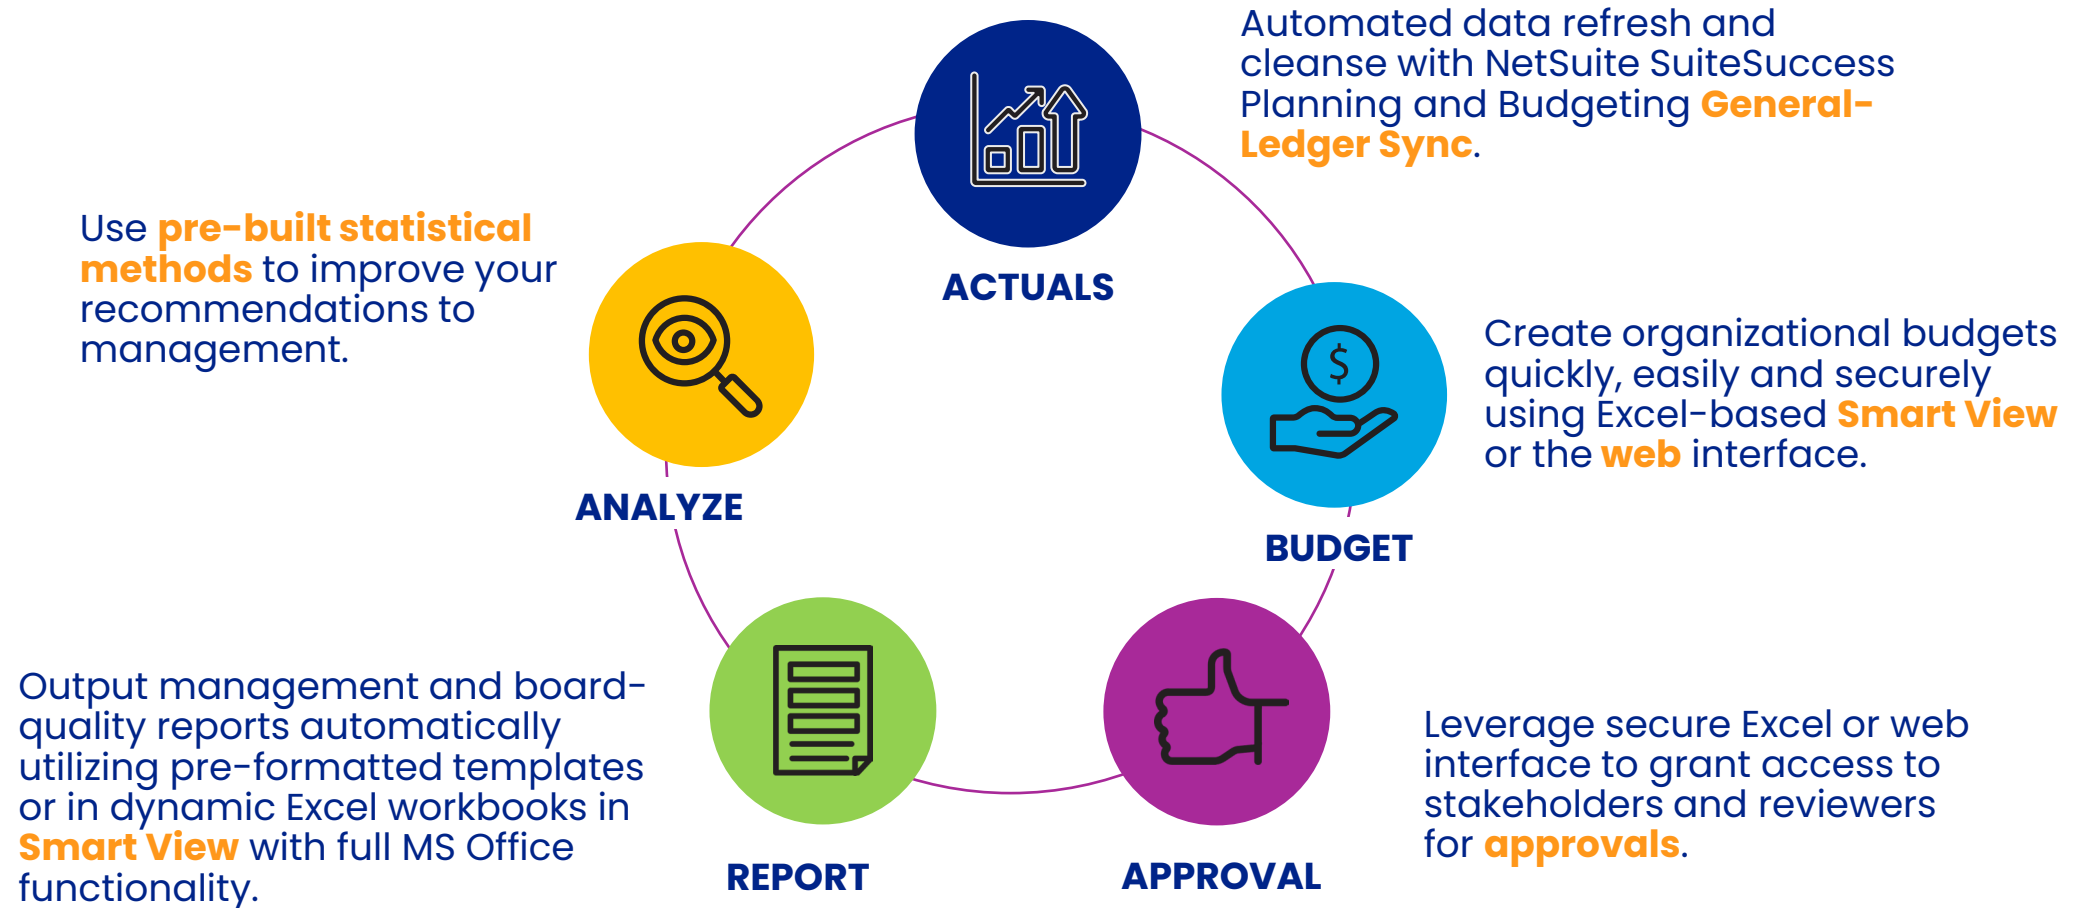 Automated data refresh and
cleanse with NetSuite SuiteSuccess
Planning and Budgeting General-
Ledger Sync.
ACTUALS
Create organizational budgets
quickly, easily and securely
using Excel-based Smart View
or the web interface.
$
BUDGET
Leverage secure Excel or web
interface to grant access to
stakeholders and reviewers
for approvals.
APPROVAL
Output management and board-
quality reports automatically
utilizing pre-formatted templates
or in dynamic Excel workbooks in
Smart View with full MS Office
functionality.
REPORT
Use pre-built statistical
methods to improve your
recommendations to
management.
ANALYZE